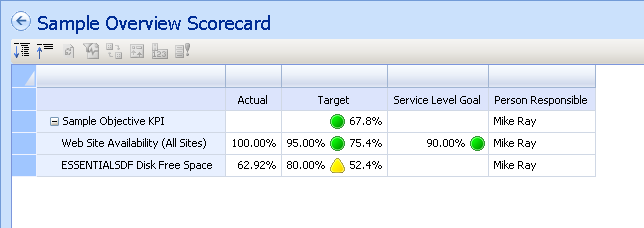 Sample Overview Scorecard
Actual Target Service Level Goal Person Responsible
Sample Objective KPI 67.8% Mike Ray
Web Site Availability (All Sites) 100.00% 95.00% 75.4% 90.00% Mike Ray
ESSENTIALSDF Disk Free Space 62.92% 80.00% 52.4% Mike Ray